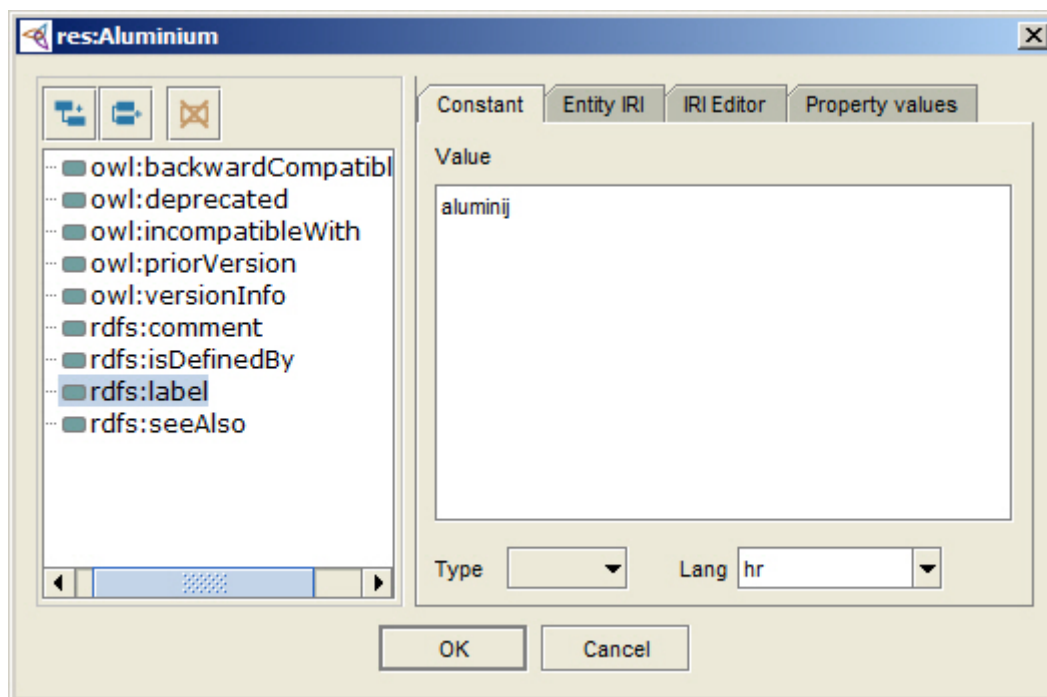 res:Aluminium
Constant
Entity IRI
IRI Editor
Property values
owl:backwardCompatibl
owl:deprecated
owl:incompatibleWith
owl:priorVersion
owl:versionInfo
rdfs:comment
rdfs:isDefinedBy
rdfs:label
rdfs:seeAlso
Value
aluminij
Type
Lang hr
OK
Cancel